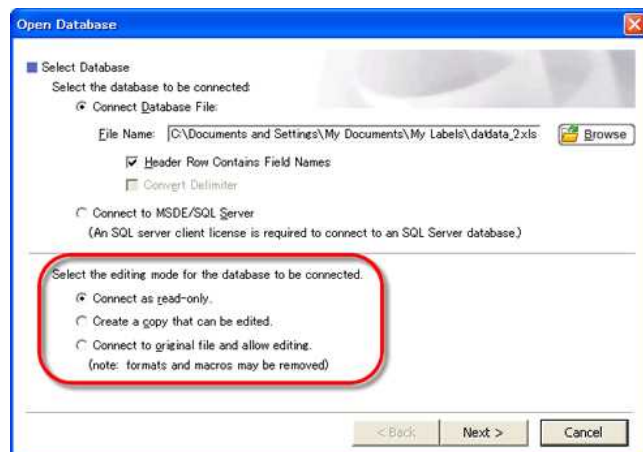 Open Database
Select Database
Select the database to be connected:
Connect Database File:
File Name: C:\Documents and Settings\My Documents\My Labels\da\data_2.xls Browse
Header Row Contains Field Names
Convert Delimiter
Connect to MSDE/SQL Server
(An SQL server client license is required to connect to an SQL Server database.)
Select the editing mode for the database to be connected.
Connect as read-only.
Create a copy that can be edited.
Connect to original file and allow editing.
(note: formats and macros may be removed)
< Back Next > Cancel